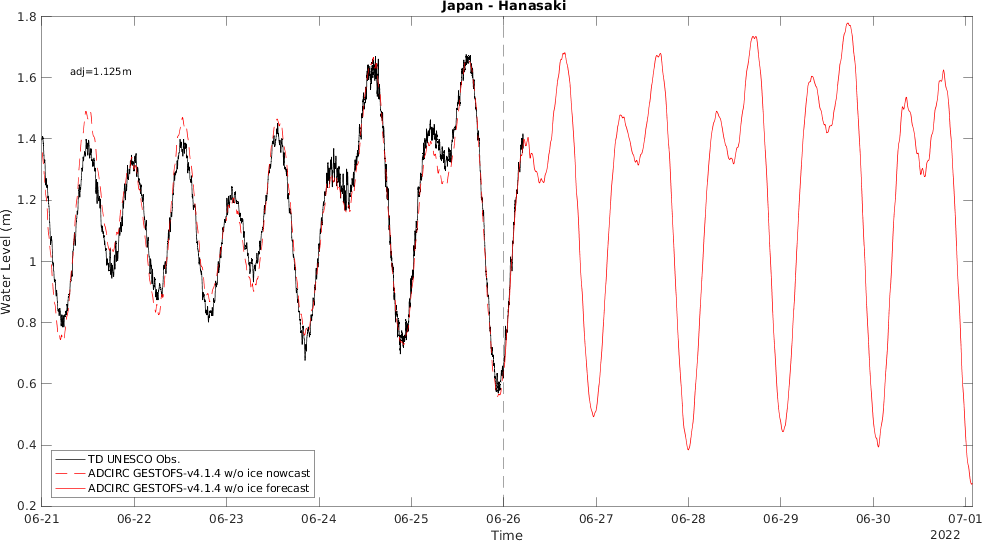 Japan - Hanasaki
adj=1.125m
Water Level (m)
1.8
1.6
1.4
1.2
1
0.8
0.6
0.4
0.2
TD UNESCO Obs.
ADCIRC GESTOFS-v4.1.4 w/o ice nowcast
ADCIRC GESTOFS-v4.1.4 w/o ice forecast
06-21 06-22 06-23 06-24 06-25 06-26 06-27 06-28 06-29 06-30 07-01
Time
2022